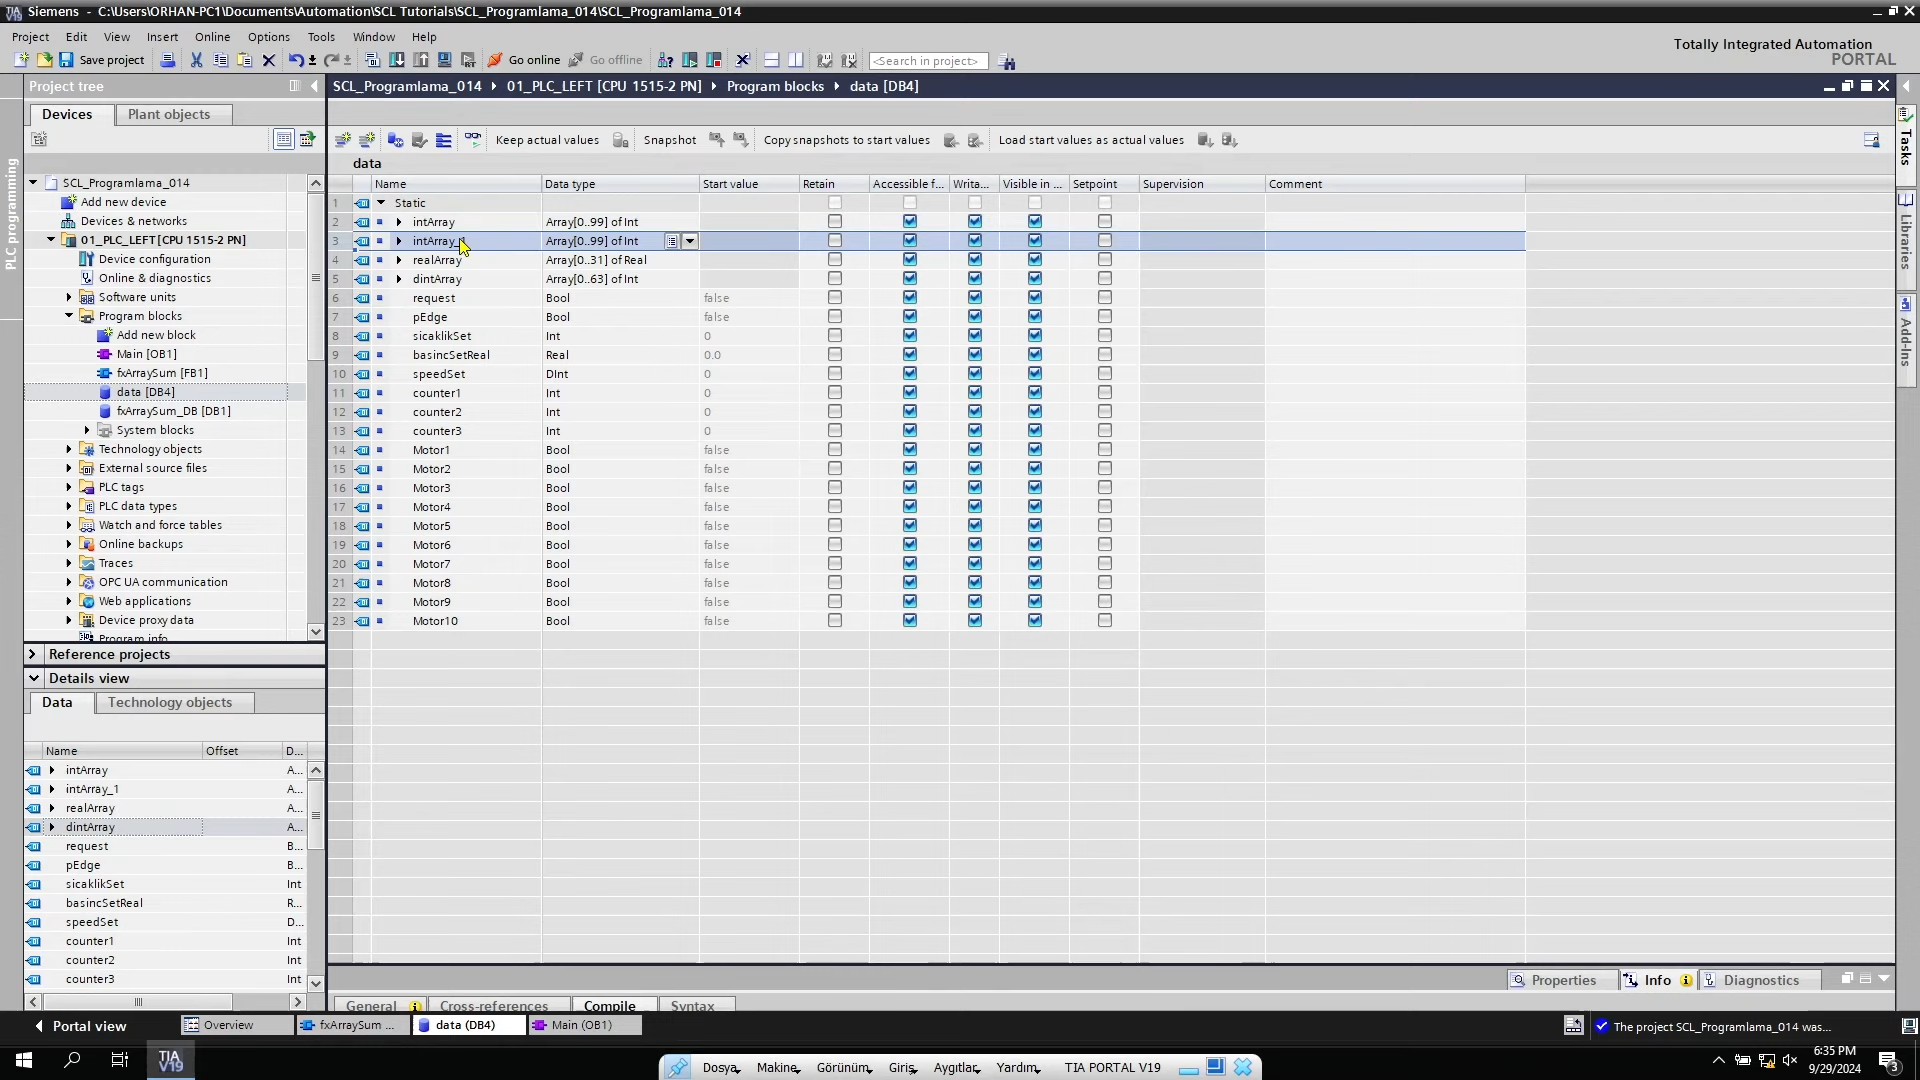 Siemens - C:\Users\ORHAN-PC1\Documents\Automation\SCL Tutorials\SCL_Programlama_014\SCL_Programlama_014
Project Edit View Insert Online Options Tools Window Help
Totally Integrated Automation
PORTAL
Save project
Go online
Go offline
<Search in project>
Project tree
SCL_Programlama_014 01_PLC_LEFT [CPU 1515-2 PN] Program blocks data [DB4]
Devices Plant objects
Keep actual values Snapshot Copy snapshots to start values Load start values as actual values
PLC programming
SCL_Programlama_014
Add new device
Devices & networks
01_PLC_LEFT [CPU 1515-2 PN]
Device configuration
Online & diagnostics
Software units
Program blocks
Add new block
Main [OB1]
fxArraySum [FB1]
data [DB4]
fxArraySum_DB [DB1]
System blocks
Technology objects
External source files
PLC tags
PLC data types
Watch and force tables
Online backups
Traces
OPC UA communication
Web applications
Device proxy data
Program info
Reference projects
Details view
Data Technology objects
Name Offset D...
intArray A...
intArray_1 A...
realArray A...
dintArray A...
request B...
pEdge B...
sicaklikSet Int
basincSetReal R...
speedSet D...
counter1 Int
counter2 Int
counter3 Int
data
Name Data type Start value Retain Accessible f... Writa... Visible in ... Setpoint Supervision Comment
1 Static
2 intArray Array[0..99] of Int
3 intArray_1 Array[0..99] of Int
4 realArray Array[0..31] of Real
5 dintArray Array[0..63] of Int
6 request Bool false
7 pEdge Bool false
8 sicaklikSet Int 0
9 basincSetReal Real 0.0
10 speedSet DInt 0
11 counter1 Int 0
12 counter2 Int 0
13 counter3 Int 0
14 Motor1 Bool false
15 Motor2 Bool false
16 Motor3 Bool false
17 Motor4 Bool false
18 Motor5 Bool false
19 Motor6 Bool false
20 Motor7 Bool false
21 Motor8 Bool false
22 Motor9 Bool false
23 Motor10 Bool false
Tasks
Libraries
Add-Ins
Properties Info Diagnostics
General Cross-references Compile Syntax
Portal view Overview fxArraySum ... data (DB4) Main (OB1)
The project SCL_Programlama_014 was...
TIA
V19
Dosya Makine Görünüm Giriş Aygıtlar Yardım TIA PORTAL V19
6:35 PM
9/29/2024
3